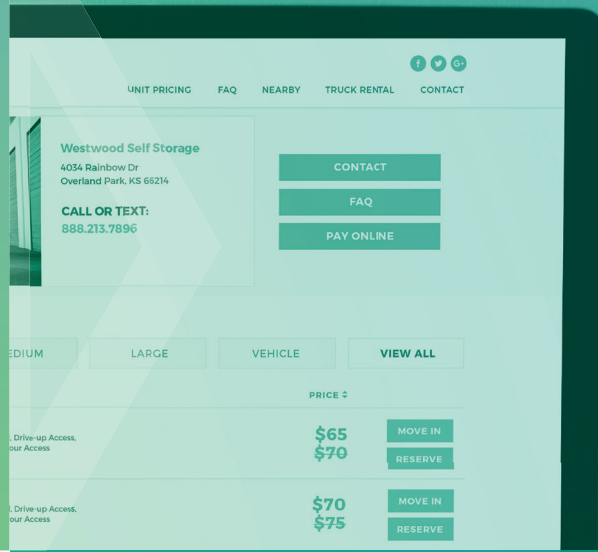 UNIT PRICING FAQ NEARBY TRUCK RENTAL CONTACT
Westwood Self Storage
4034 Rainbow Dr
Overland Park, KS 66214
CALL OR TEXT:
888.213.7896
CONTACT
FAQ
PAY ONLINE
EDIUM LARGE VEHICLE VIEW ALL
PRICE
, Drive-up Access,
our Access
$65
$70
MOVE IN
RESERVE
, Drive-up Access,
our Access
$70
$75
MOVE IN
RESERVE